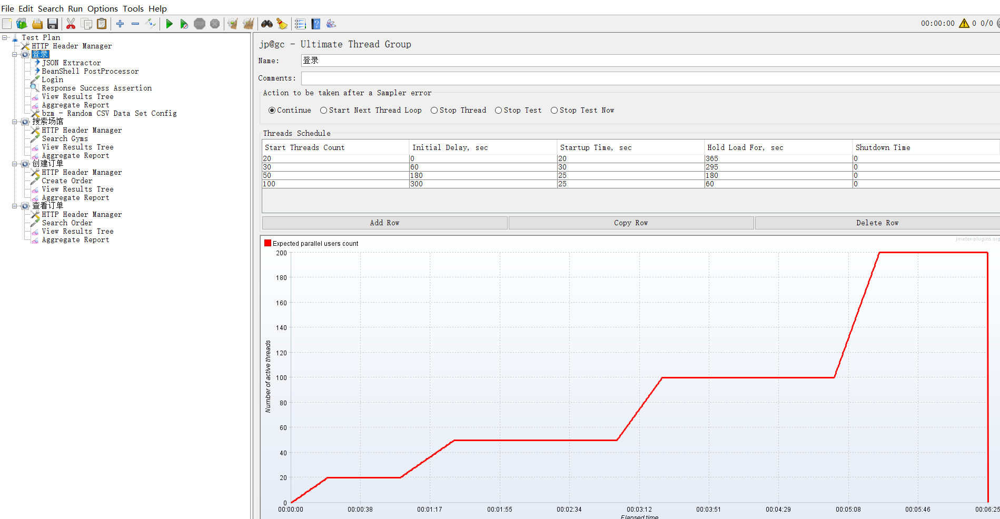 File Edit Search Run Options Tools Help
00:00:00 0 0/0
Test Plan
HTTP Header Manager
登录
JSON Extractor
BeanShell PostProcessor
Login
Response Success Assertion
View Results Tree
Aggregate Report
bzm - Random CSV Data Set Config
搜索场馆
HTTP Header Manager
Search Gyms
View Results Tree
Aggregate Report
创建订单
HTTP Header Manager
Create Order
View Results Tree
Aggregate Report
查看订单
HTTP Header Manager
Search Order
View Results Tree
Aggregate Report
jp@gc - Ultimate Thread Group
Name: 登录
Comments:
Action to be taken after a Sampler error
Continue Start Next Thread Loop Stop Thread Stop Test Stop Test Now
Threads Schedule
Start Threads Count Initial Delay, sec Startup Time, sec Hold Load For, sec Shutdown Time
20 0 20 365 0
30 60 30 295 0
50 180 25 180 0
100 300 25 60 0
Add Row Copy Row Delete Row
jmeter-plugins.org
Expected parallel users count
200
180
160
140
120
100
80
60
40
20
0
Number of active threads
00:00:00 00:00:38 00:01:17 00:01:55 00:02:34 00:03:12 00:03:51 00:04:29 00:05:08 00:05:46 00:06:25
Elapsed time